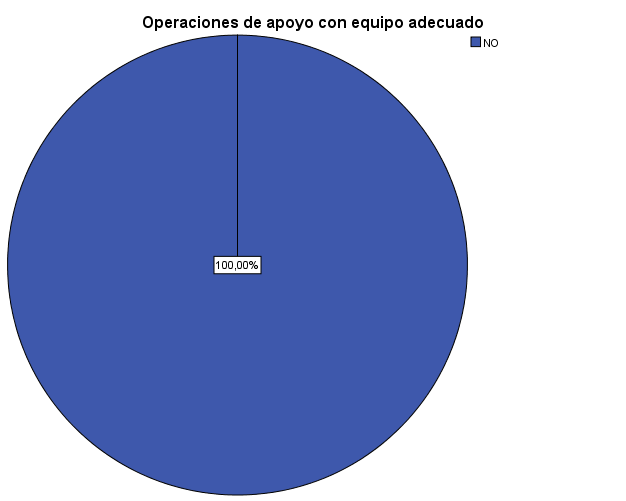 Operaciones de apoyo con equipo adecuado
NO
100,00%